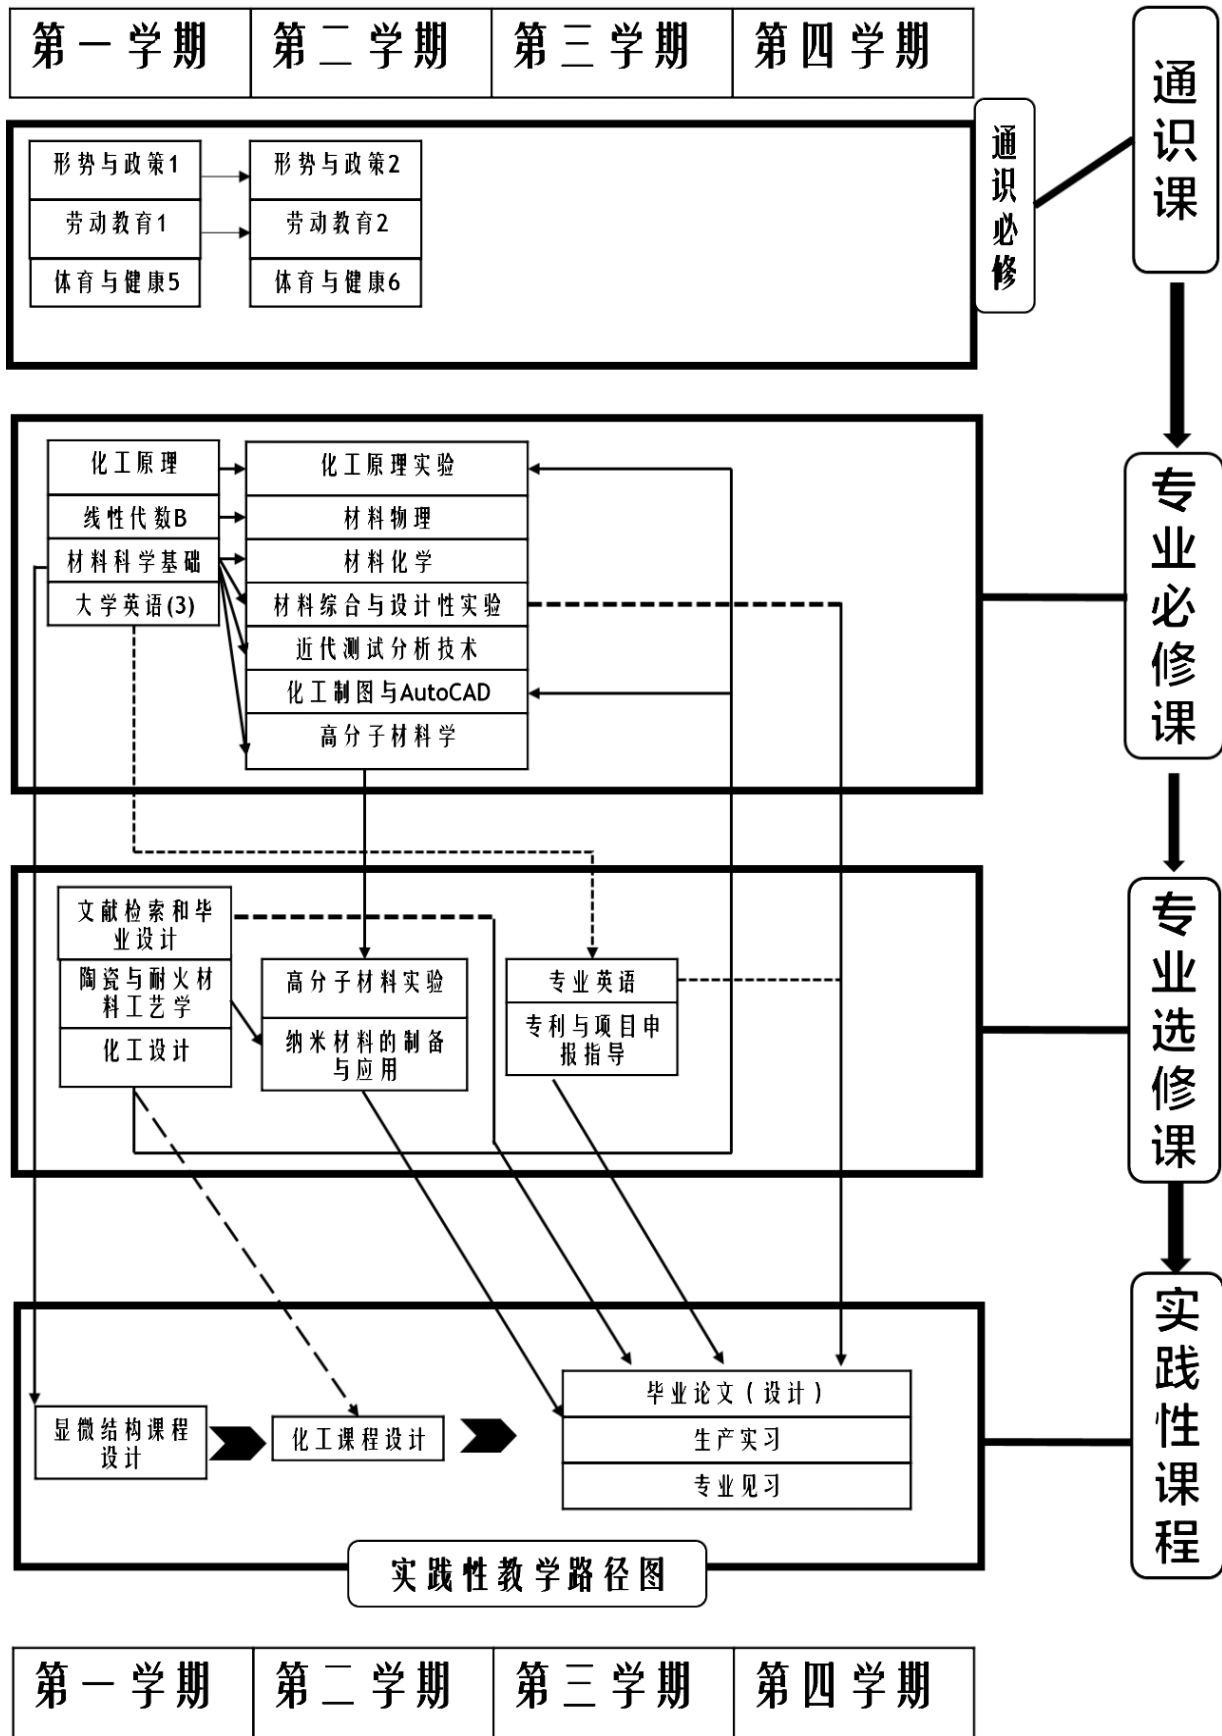 第一学期
第二学期
第三学期
第四学期
通识课
通识必修
形势与政策1
形势与政策2
劳动教育1
劳动教育2
体育与健康5
体育与健康6
专业必修课
化工原理
化工原理实验
线性代数B
材料物理
材料科学基础
材料化学
大学英语(3)
材料综合与设计性实验
近代测试分析技术
化工制图与AutoCAD
高分子材料学
专业选修课
文献检索和毕
业设计
陶瓷与耐火材
料工艺学
化工设计
高分子材料实验
纳米材料的制备
与应用
专业英语
专利与项目申
报指导
实践性课程
显微结构课程
设计
化工课程设计
毕业论文（设计）
生产实习
专业见习
实践性教学路径图
第一学期
第二学期
第三学期
第四学期